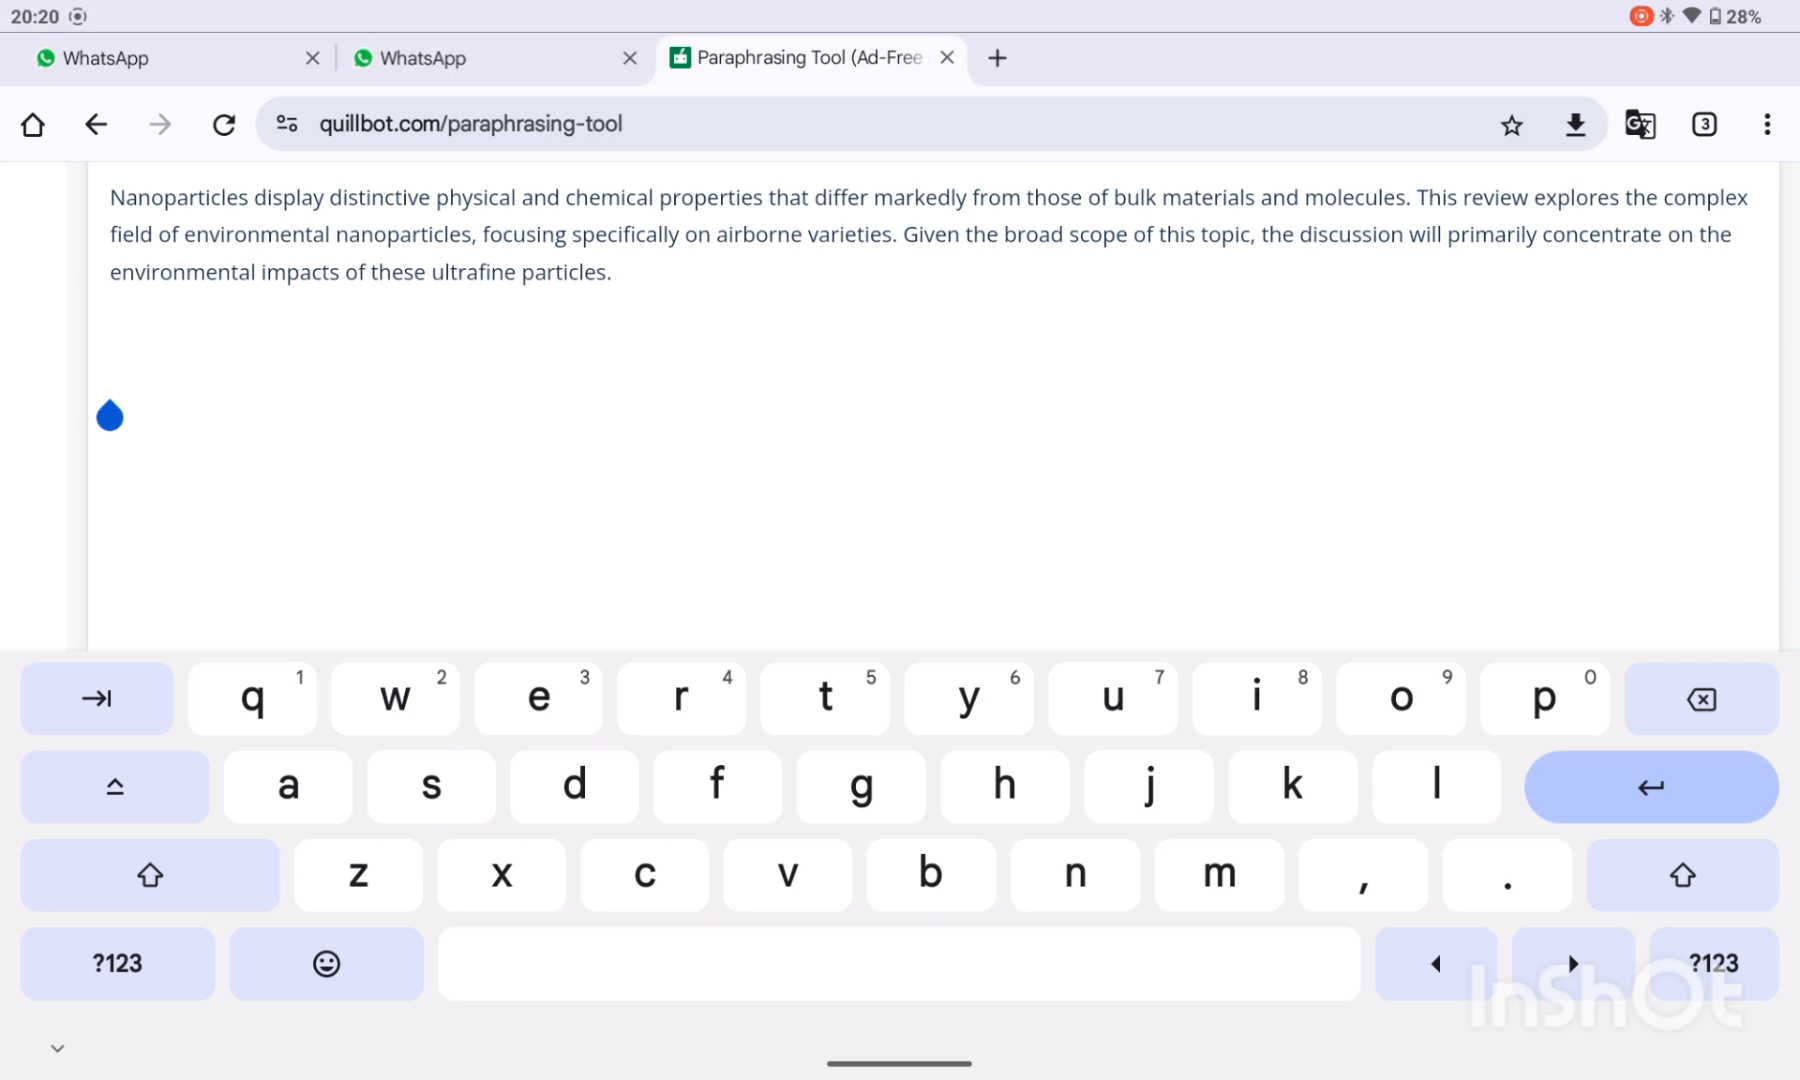 20:20 28%
WhatsApp WhatsApp Paraphrasing Tool (Ad-Free
quillbot.com/paraphrasing-tool 3
Nanoparticles display distinctive physical and chemical properties that differ markedly from those of bulk materials and molecules. This review explores the complex
field of environmental nanoparticles, focusing specifically on airborne varieties. Given the broad scope of this topic, the discussion will primarily concentrate on the
environmental impacts of these ultrafine particles.
q 1 w 2 e 3 r 4 t 5 y 6 u 7 i 8 o 9 p 0
a s d f g h j k l
z x c v b n m , .
?123 ?123
InShOt